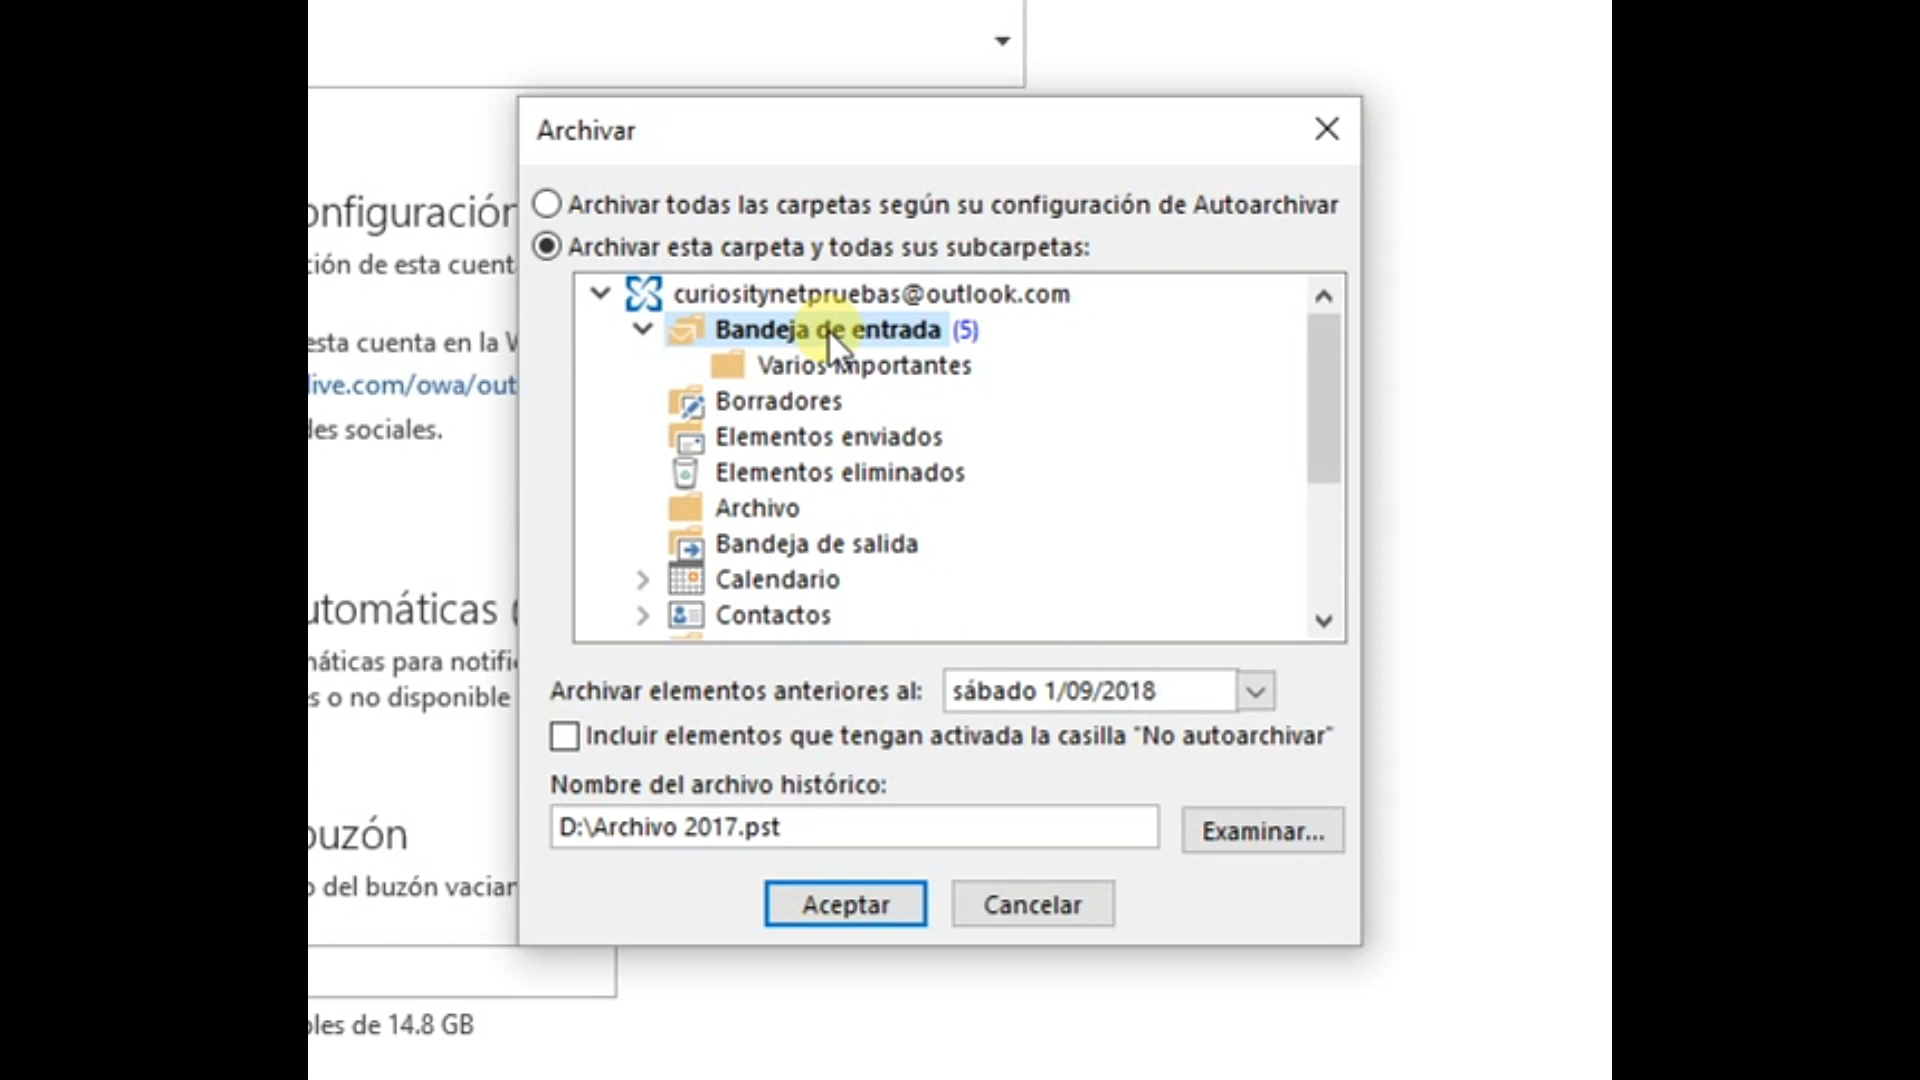 Archivar
Archivar todas las carpetas según su configuración de Autoarchivar
Archivar esta carpeta y todas sus subcarpetas:
curiositynetpruebas@outlook.com
Bandeja de entrada (5)
Varios importantes
Borradores
Elementos enviados
Elementos eliminados
Archivo
Bandeja de salida
Calendario
Contactos
Archivar elementos anteriores al: sábado 1/09/2018
Incluir elementos que tengan activada la casilla "No autoarchivar"
Nombre del archivo histórico:
D:\Archivo 2017.pst Examinar...
Aceptar Cancelar
onfiguración
ción de esta cuent
esta cuenta en la
live.com/owa/out
des sociales.
utomáticas (
máticas para notifi
s o no disponible
buzón
o del buzón vaciar
bles de 14.8 GB